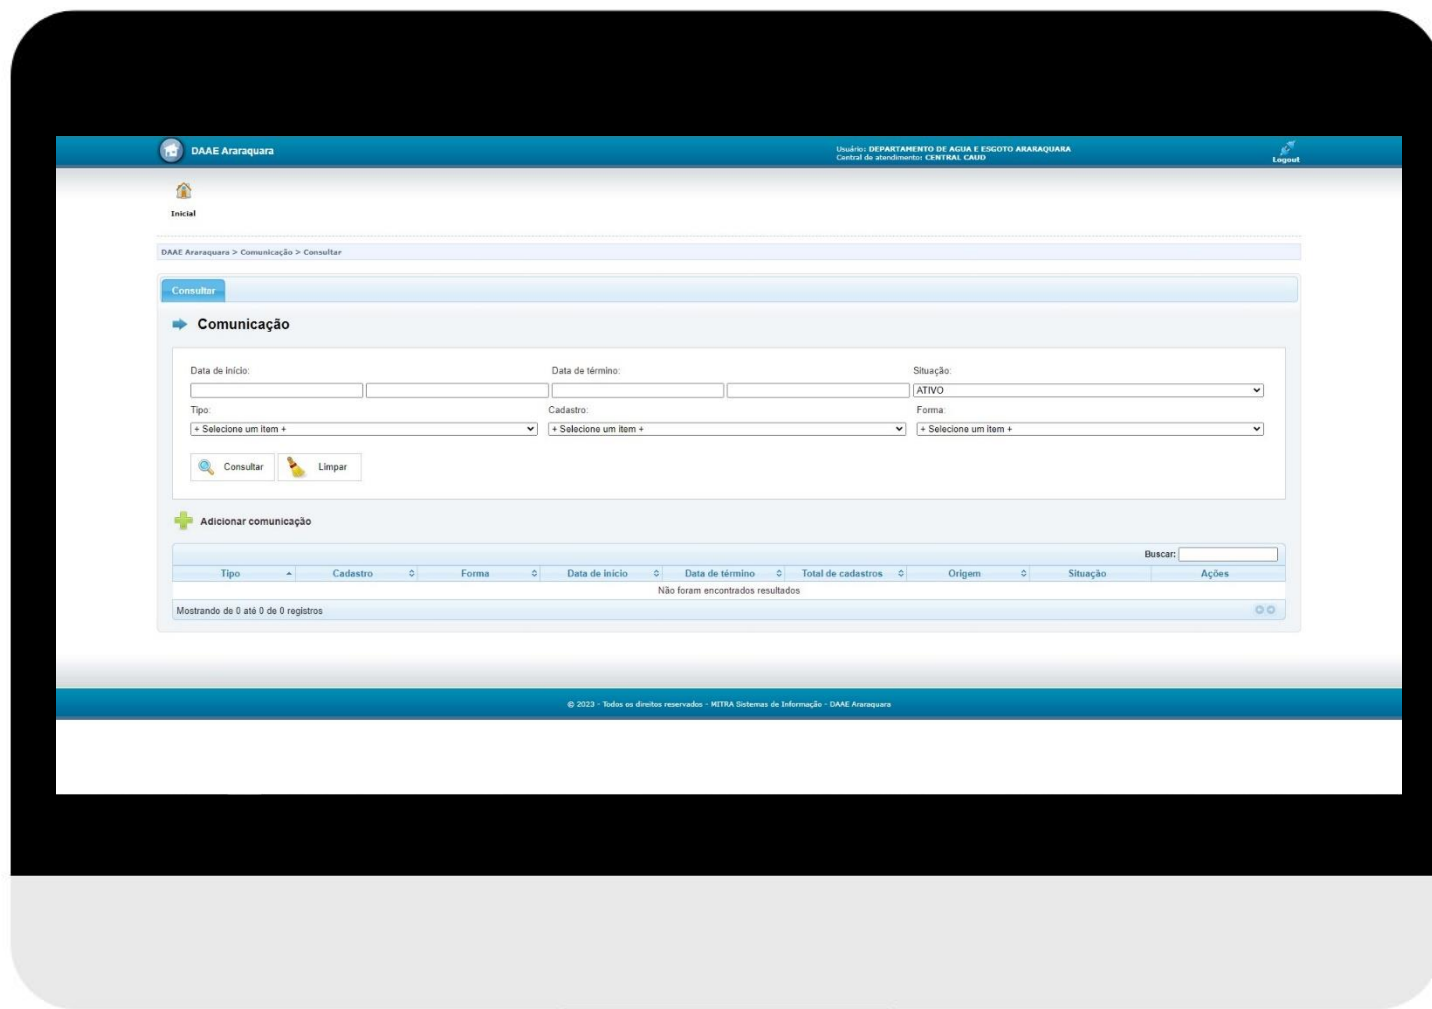 DAAE Araraquara
Usuário: DEPARTAMENTO DE AGUA E ESGOTO ARARAQUARA
Central de atendimento: CENTRAL CAUD
Logout
Inicial
DAAE Araraquara > Comunicação > Consultar
Consultar
Comunicação
Data de início: Data de término: Situação:
ATIVO
Tipo: Cadastro: Forma:
+ Selecione um item + + Selecione um item + + Selecione um item +
Consultar Limpar
Adicionar comunicação
Buscar:
Tipo Cadastro Forma Data de inicio Data de término Total de cadastros Origem Situação Ações
Não foram encontrados resultados
Mostrando de 0 até 0 de 0 registros
© 2023 - Todos os direitos reservados - MITRA Sistemas de Informação - DAAE Araraquara